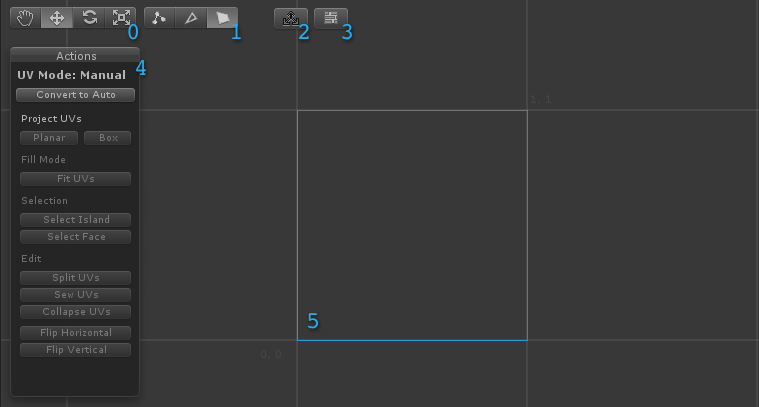 0
1
2
3
Actions
4
UV Mode: Manual
Convert to Auto
1, 1
Project UVs
Planar Box
Fill Mode
Fit UVs
Selection
Select Island
Select Face
Edit
Split UVs
Sew UVs
Collapse UVs
5
Flip Horizontal
Flip Vertical
0, 0